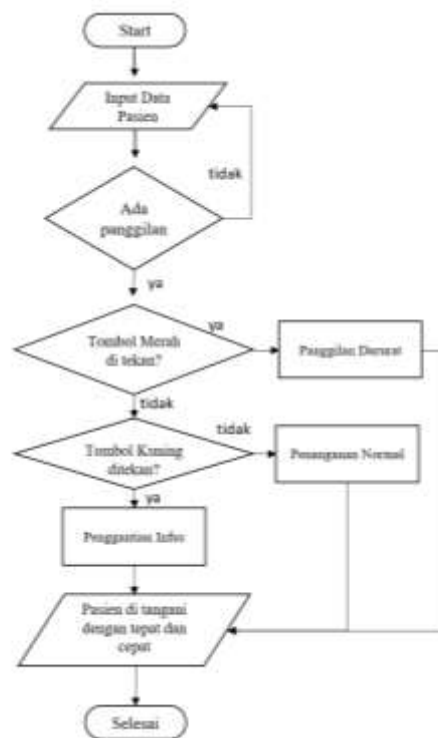 Start
Input Data
Pasien
tidak
Ada
panggilan
ya
Tombol Merah
di tekan?
ya
Panggilan Darurat
tidak
Tombol Kuning
ditekan?
tidak
Penanganan Normal
ya
Penggantian Infus
Pasien di tangani
dengan tepat dan
cepat
Selesai